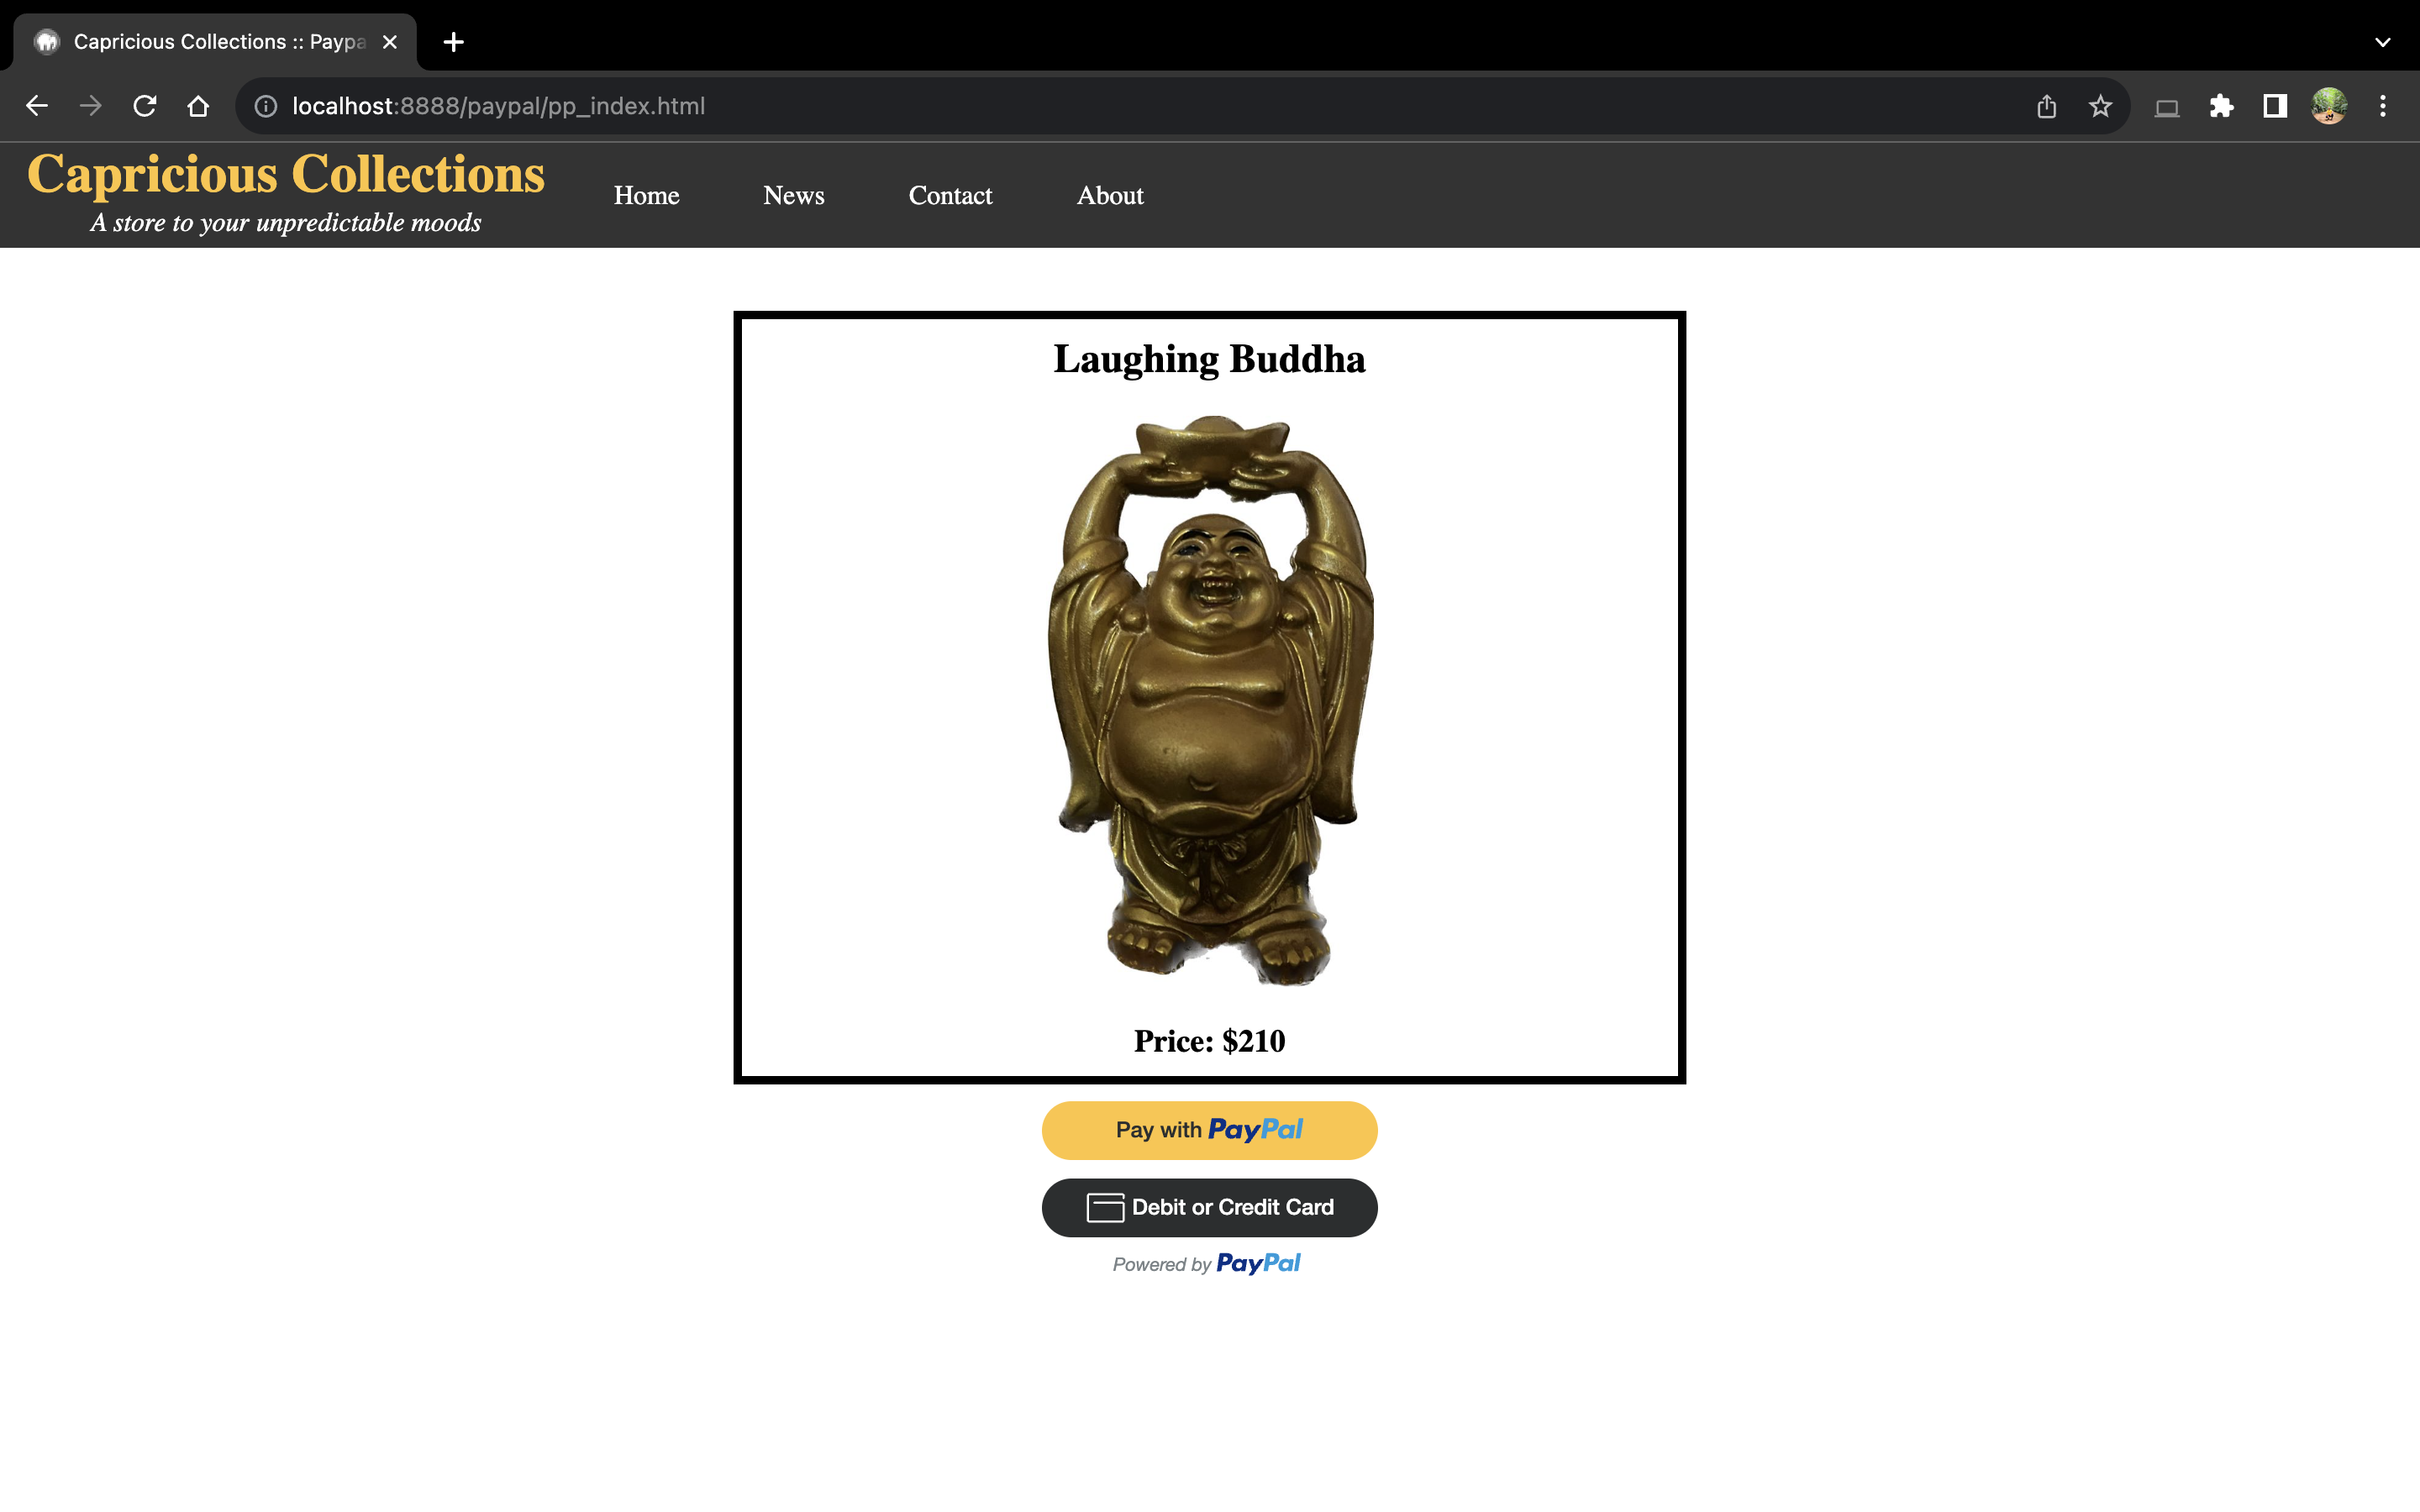 Capricious Collections :: Paypa
localhost:8888/paypal/pp_index.html
Capricious Collections
A store to your unpredictable moods
Home News Contact About
Laughing Buddha
Price: $210
Pay with PayPal
Debit or Credit Card
Powered by PayPal